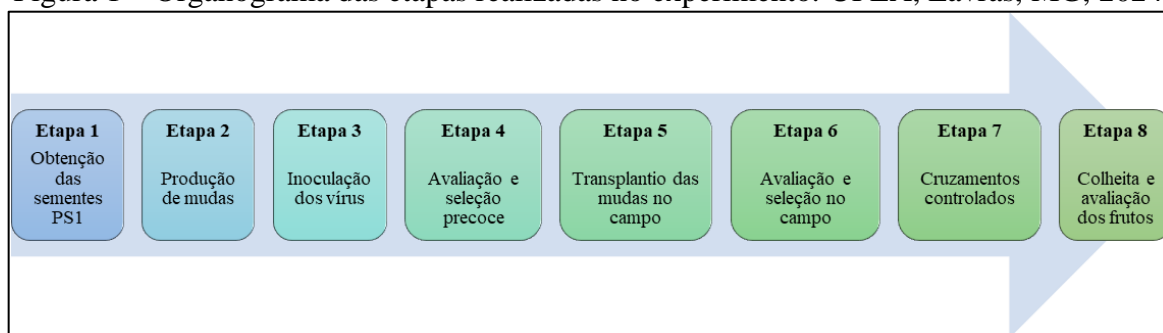 Figura 1 – Organograma das etapas realizadas no experimento. UFLA, Lavras, MG, 2024.
Etapa 1
Obtenção
das
sementes
PS1
Etapa 2
Produção
de mudas
Etapa 3
Inoculação
dos vírus
Etapa 4
Avaliação e
seleção
precoce
Etapa 5
Transplantio das
mudas no
campo
Etapa 6
Avaliação e
seleção no
campo
Etapa 7
Cruzamentos
controlados
Etapa 8
Colheita e
avaliação
dos frutos